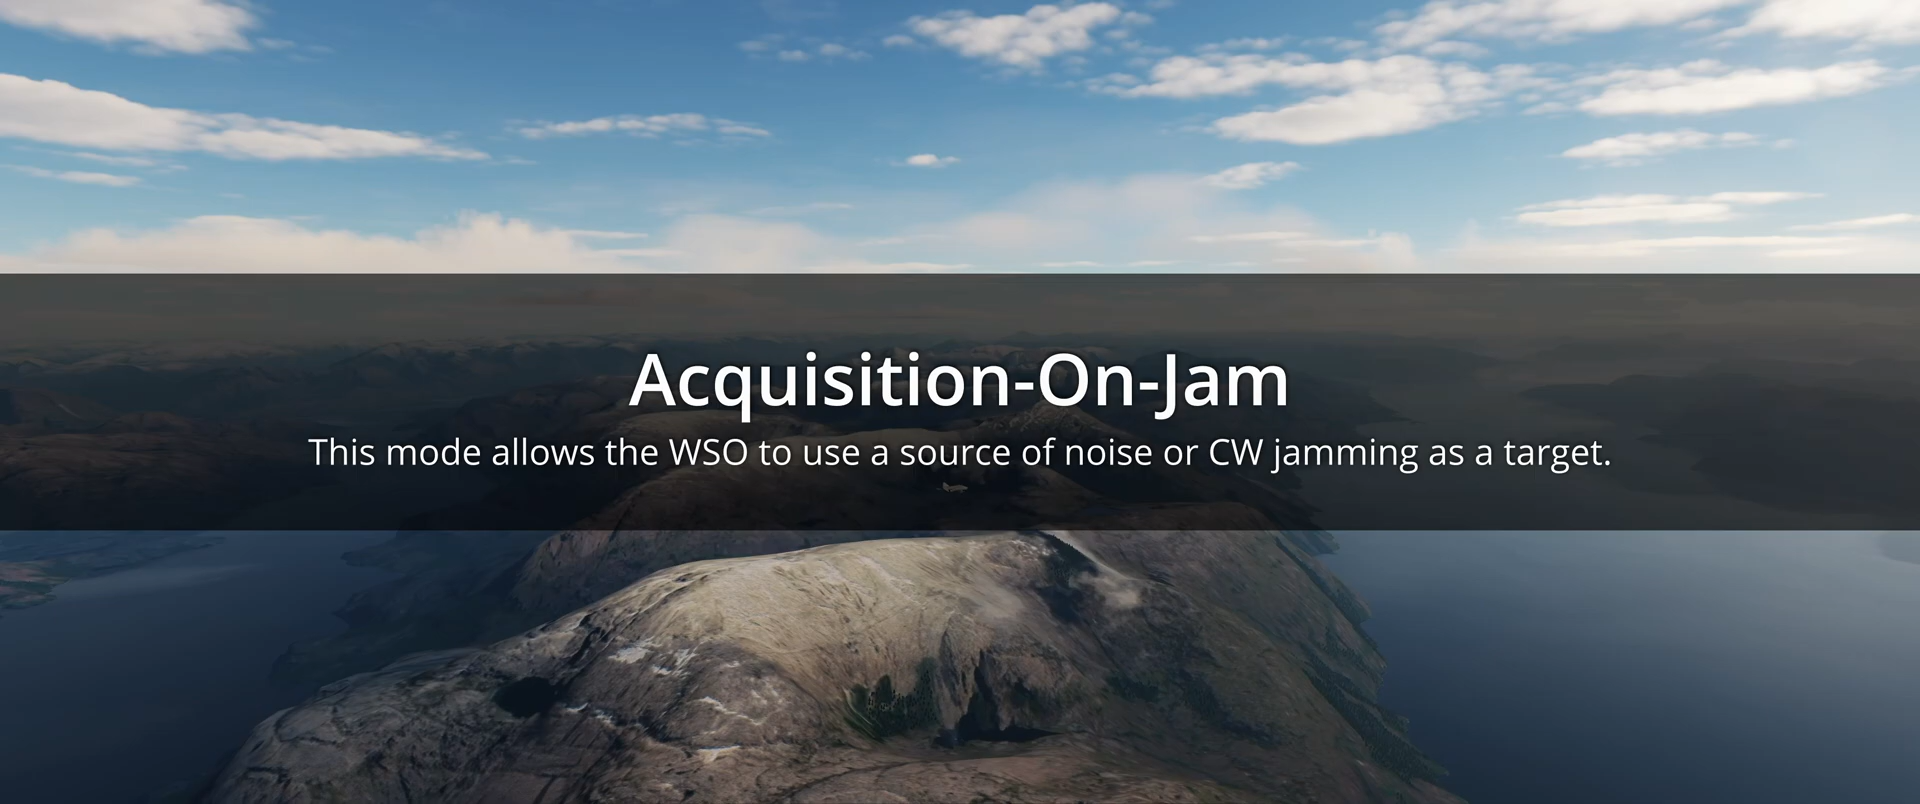 Acquisition-On-Jam
This mode allows the WSO to use a source of noise or CW jamming as a target.